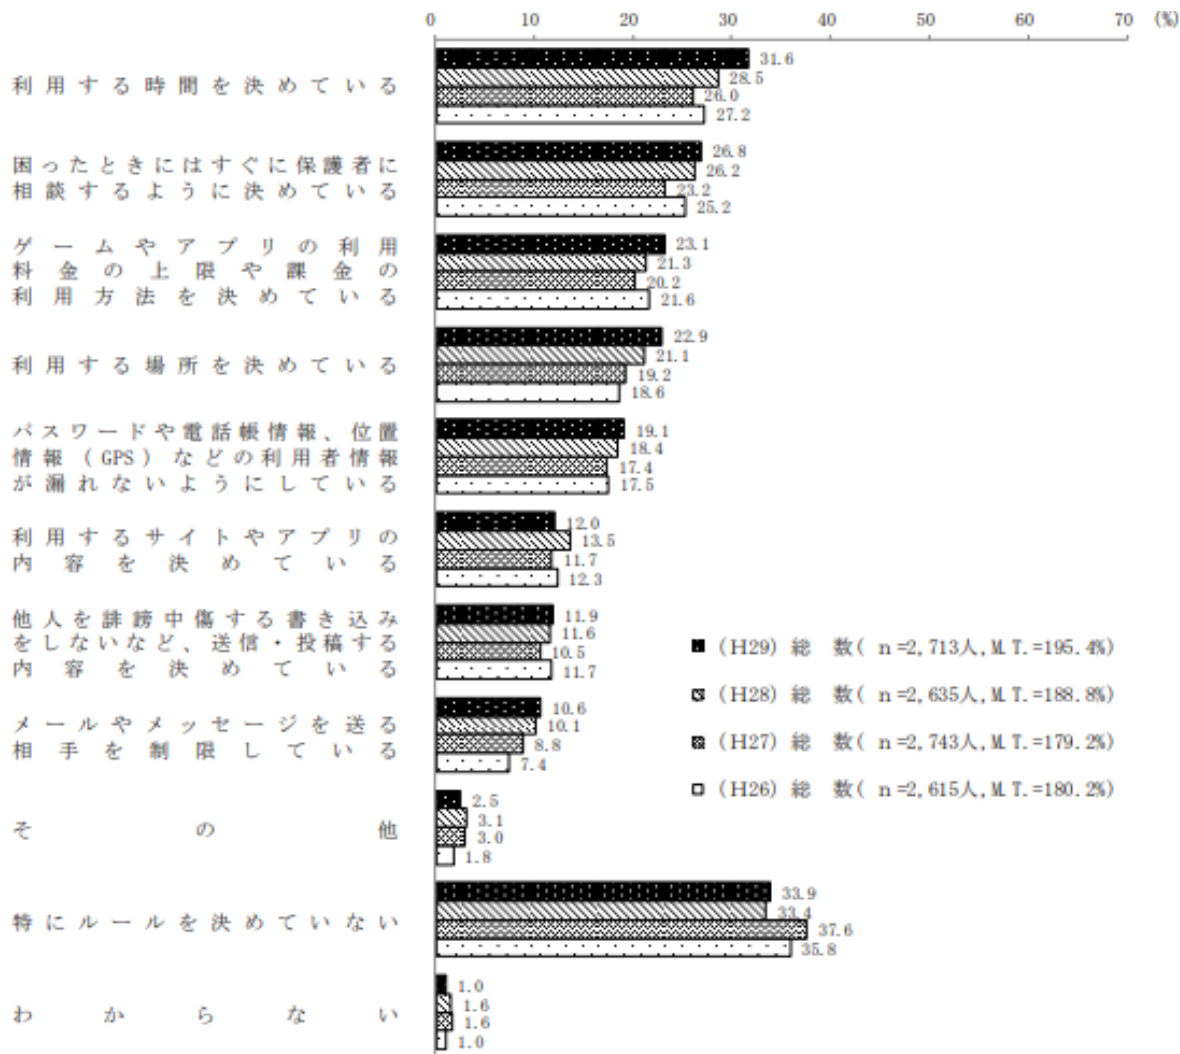 0 10 20 30 40 50 60 70 (%)
利用する時間を決めている
31.6
28.5
26.0
27.2
困ったときにはすぐに保護者に
相談するように決めている
26.8
26.2
23.2
25.2
ゲームやアプリの利用
料金の上限や課金の
利用方法を決めている
23.1
21.3
20.2
21.6
利用する場所を決めている
22.9
21.1
19.2
18.6
パスワードや電話帳情報、位置
情報(GPS)などの利用者情報
が漏れないようにしている
19.1
18.4
17.4
17.5
利用するサイトやアプリの
内容を決めている
12.0
13.5
11.7
12.3
他人を誹謗中傷する書き込み
をしないなど、送信・投稿する
内容を決めている
11.9
11.6
10.5
11.7
メールやメッセージを送る
相手を制限している
10.6
10.1
8.8
7.4
その他
2.5
3.1
3.0
1.8
特にルールを決めていない
33.9
33.4
37.6
35.8
わからない
1.0
1.6
1.6
1.0
(H29) 総 数( n=2,713人,M.T.=195.4%)
(H28) 総 数( n=2,635人,M.T.=188.8%)
(H27) 総 数( n=2,743人,M.T.=179.2%)
(H26) 総 数( n=2,615人,M.T.=180.2%)